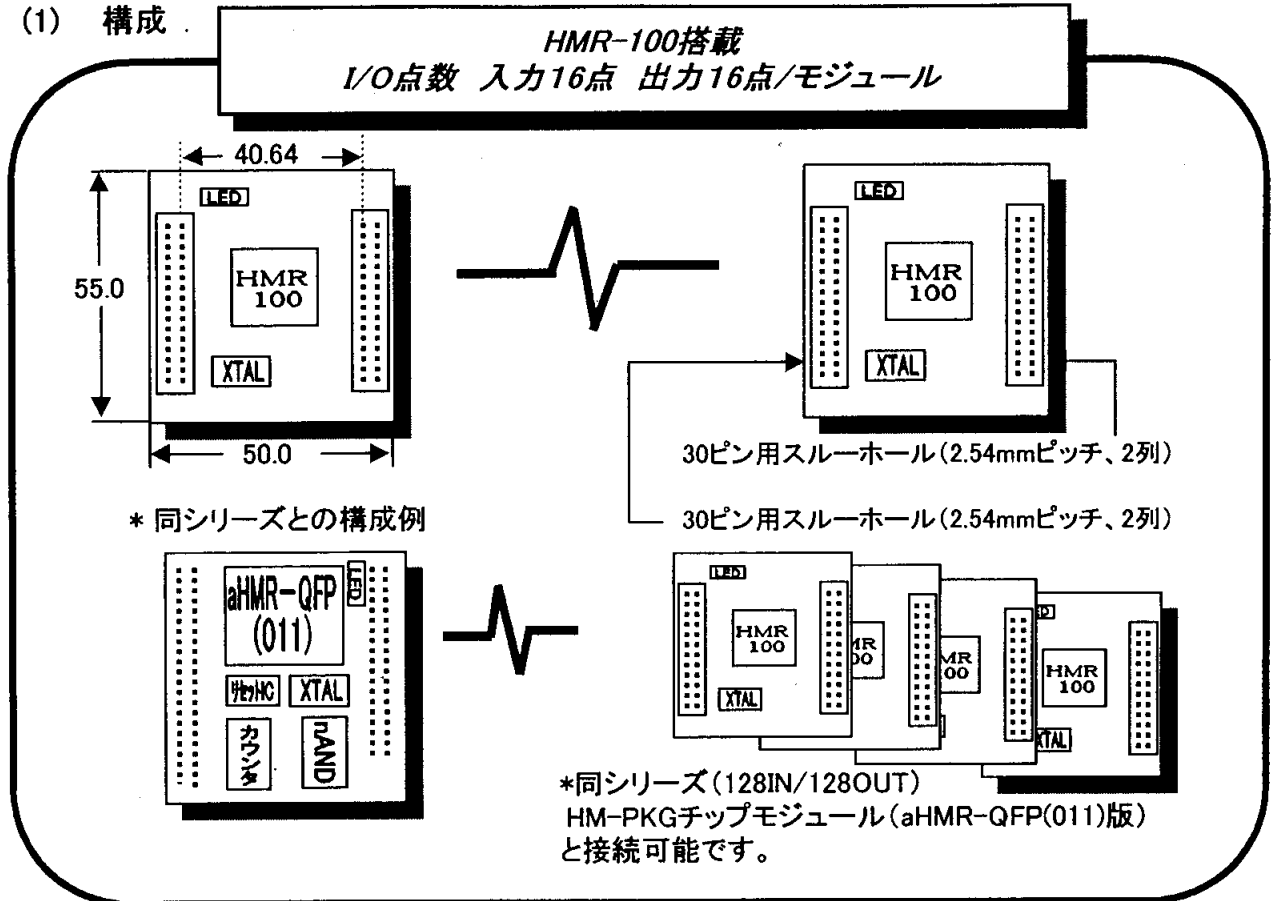 (1) 構成
HMR-100搭載
I/O点数 入力16点 出力16点/モジュール
40.64
LED
HMR
100
XTAL
55.0
50.0
LED
HMR
100
XTAL
30ピン用スルーホール(2.54mmピッチ、2列)
30ピン用スルーホール(2.54mmピッチ、2列)
* 同シリーズとの構成例
aHMR-QFP
(011)
LED
リセットIC
XTAL
カウンタ
nAND
LED
HMR
100
XTAL
MR
00
HMR
100
XTAL
*同シリーズ(128IN/128OUT)
HM-PKGチップモジュール(aHMR-QFP(011)版)
と接続可能です。